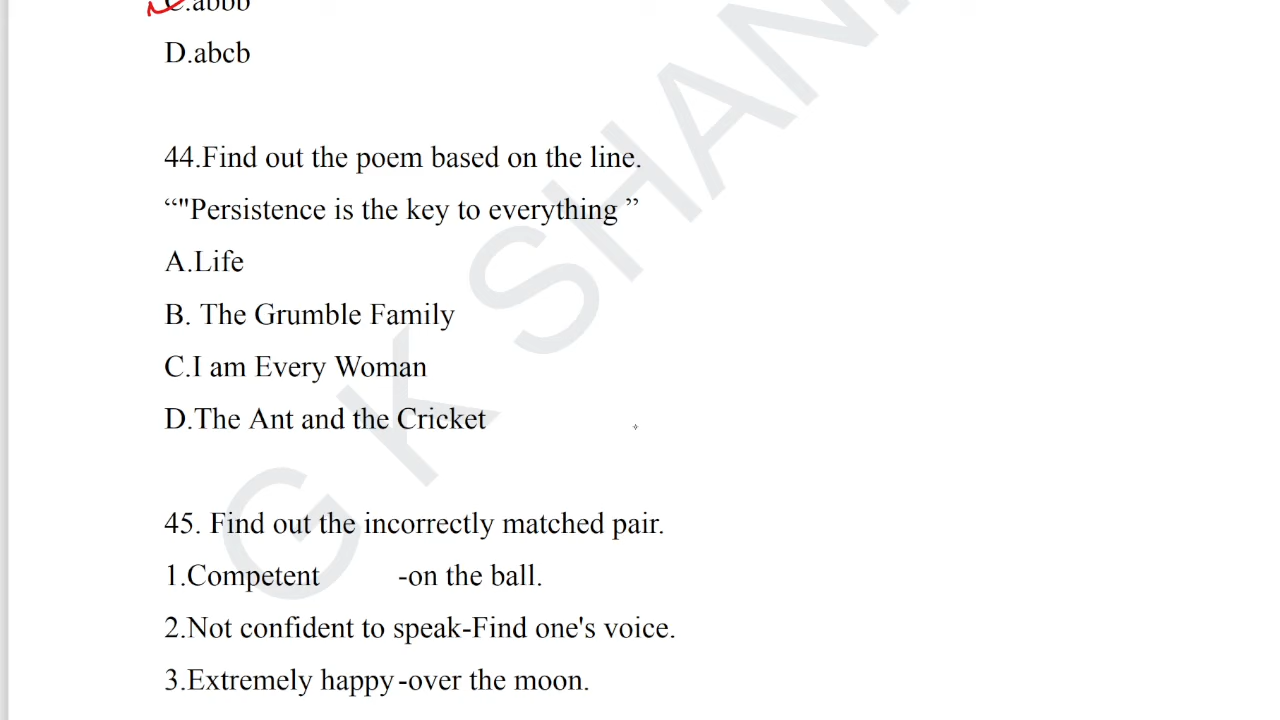 C.abbb
D.abcb
44.Find out the poem based on the line.
“"Persistence is the key to everything ”
A.Life
B. The Grumble Family
C.I am Every Woman
D.The Ant and the Cricket
45. Find out the incorrectly matched pair.
1.Competent -on the ball.
2.Not confident to speak-Find one's voice.
3.Extremely happy-over the moon.
G K SHAN